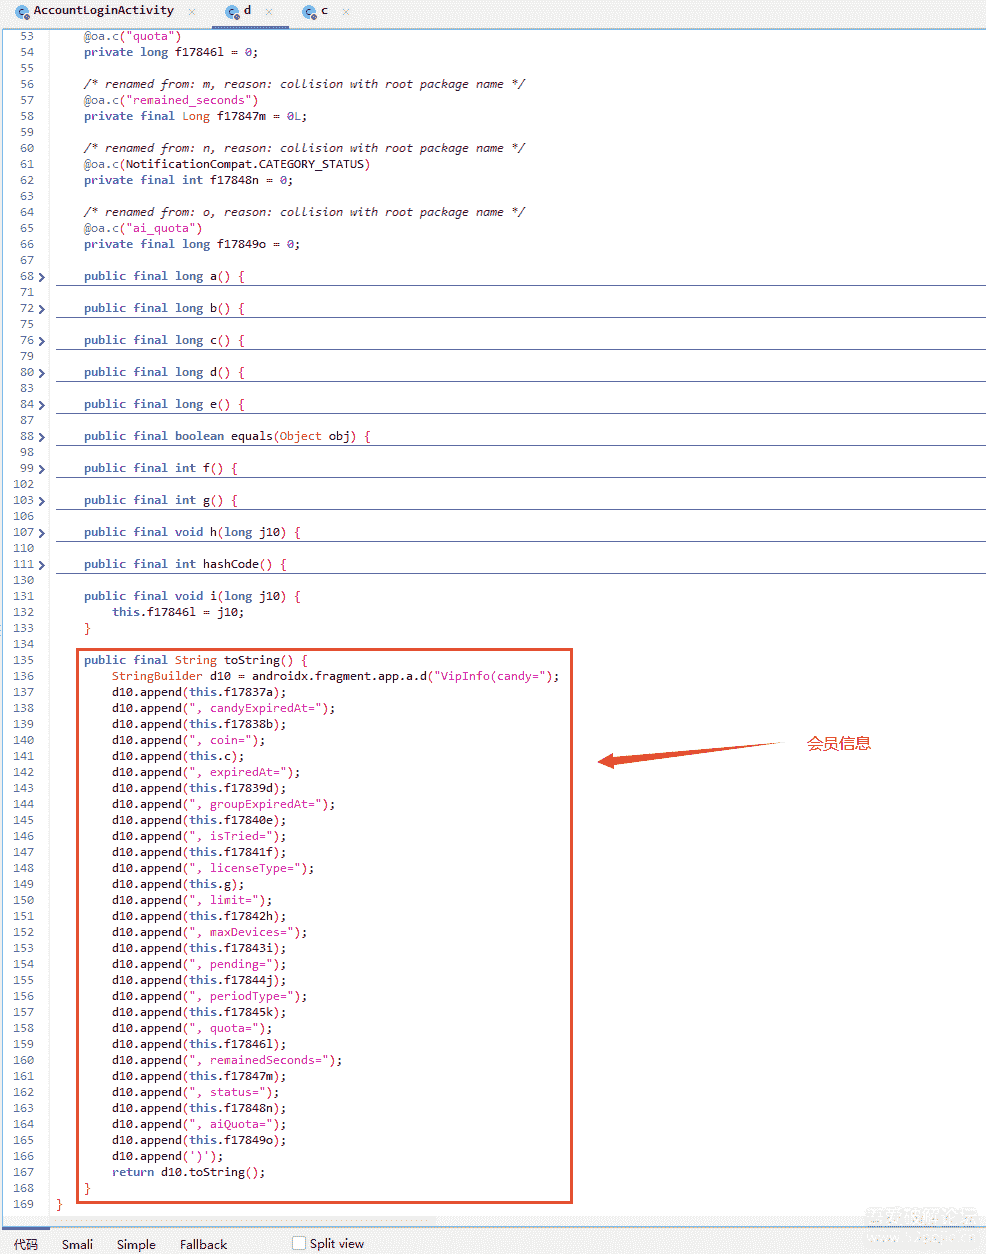 AccountLoginActivity × d × c ×
53 @oa.c("quota")
54 private long f17846l = 0;
55
56 /* renamed from: m, reason: collision with root package name */
57 @oa.c("remained_seconds")
58 private final Long f17847m = 0L;
59
60 /* renamed from: n, reason: collision with root package name */
61 @oa.c(NotificationCompat.CATEGORY_STATUS)
62 private final int f17848n = 0;
63
64 /* renamed from: o, reason: collision with root package name */
65 @oa.c("ai_quota")
66 private final long f17849o = 0;
67
68 public final long a() {
71
72 public final long b() {
75
76 public final long c() {
79
80 public final long d() {
83
84 public final long e() {
87
88 public final boolean equals(Object obj) {
98
99 public final int f() {
102
103 public final int g() {
106
107 public final void h(long j10) {
110
111 public final int hashCode() {
130
131 public final void i(long j10) {
132 this.f17846l = j10;
133 }
134
135 public final String toString() {
136 StringBuilder d10 = androidx.fragment.app.a.d("VipInfo(candy=");
137 d10.append(this.f17837a);
138 d10.append(", candyExpiredAt=");
139 d10.append(this.f17838b);
140 d10.append(", coin=");
会员信息
141 d10.append(this.c);
142 d10.append(", expiredAt=");
143 d10.append(this.f17839d);
144 d10.append(", groupExpiredAt=");
145 d10.append(this.f17840e);
146 d10.append(", isTried=");
147 d10.append(this.f17841f);
148 d10.append(", licenseType=");
149 d10.append(this.g);
150 d10.append(", limit=");
151 d10.append(this.f17842h);
152 d10.append(", maxDevices=");
153 d10.append(this.f17843i);
154 d10.append(", pending=");
155 d10.append(this.f17844j);
156 d10.append(", periodType=");
157 d10.append(this.f17845k);
158 d10.append(", quota=");
159 d10.append(this.f17846l);
160 d10.append(", remainedSeconds=");
161 d10.append(this.f17847m);
162 d10.append(", status=");
163 d10.append(this.f17848n);
164 d10.append(", aiQuota=");
165 d10.append(this.f17849o);
166 d10.append(')');
167 return d10.toString();
168 }
169 }
代码 Smali Simple Fallback Split view